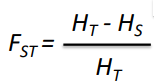 F_ST = (H_T - H_S) / H_T